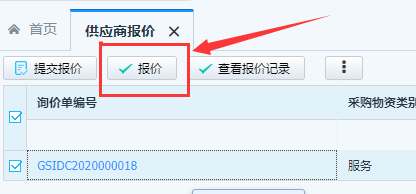 首页 供应商报价
提交报价 报价 查看报价记录
询价单编号 采购物资类别
GSIDC2020000018 服务